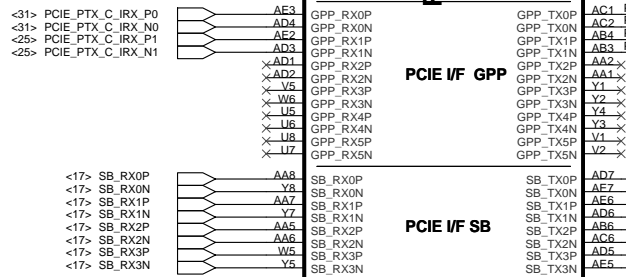 <31> PCIE_PTX_C_IRX_P0 AE3 GPP_RX0P GPP_TX0P AC1
<31> PCIE_PTX_C_IRX_N0 AD4 GPP_RX0N GPP_TX0N AC2
<25> PCIE_PTX_C_IRX_P1 AE2 GPP_RX1P GPP_TX1P AB4
<25> PCIE_PTX_C_IRX_N1 AD3 GPP_RX1N GPP_TX1N AB3
AD1 GPP_RX2P GPP_TX2P AA2
AD2 GPP_RX2N PCIE I/F GPP GPP_TX2N AA1
V5 GPP_RX3P GPP_TX3P Y1
W6 GPP_RX3N GPP_TX3N Y2
U5 GPP_RX4P GPP_TX4P Y4
U6 GPP_RX4N GPP_TX4N Y3
U8 GPP_RX5P GPP_TX5P V1
U7 GPP_RX5N GPP_TX5N V2
<17> SB_RX0P AA8 SB_RX0P SB_TX0P AD7
<17> SB_RX0N Y8 SB_RX0N SB_TX0N AE7
<17> SB_RX1P AA7 SB_RX1P SB_TX1P AE6
<17> SB_RX1N Y7 SB_RX1N SB_TX1N AD6
<17> SB_RX2P AA5 SB_RX2P PCIE I/F SB SB_TX2P AB6
<17> SB_RX2N AA6 SB_RX2N SB_TX2N AC6
<17> SB_RX3P W5 SB_RX3P SB_TX3P AD5
<17> SB_RX3N Y5 SB_RX3N SB_TX3N AE5